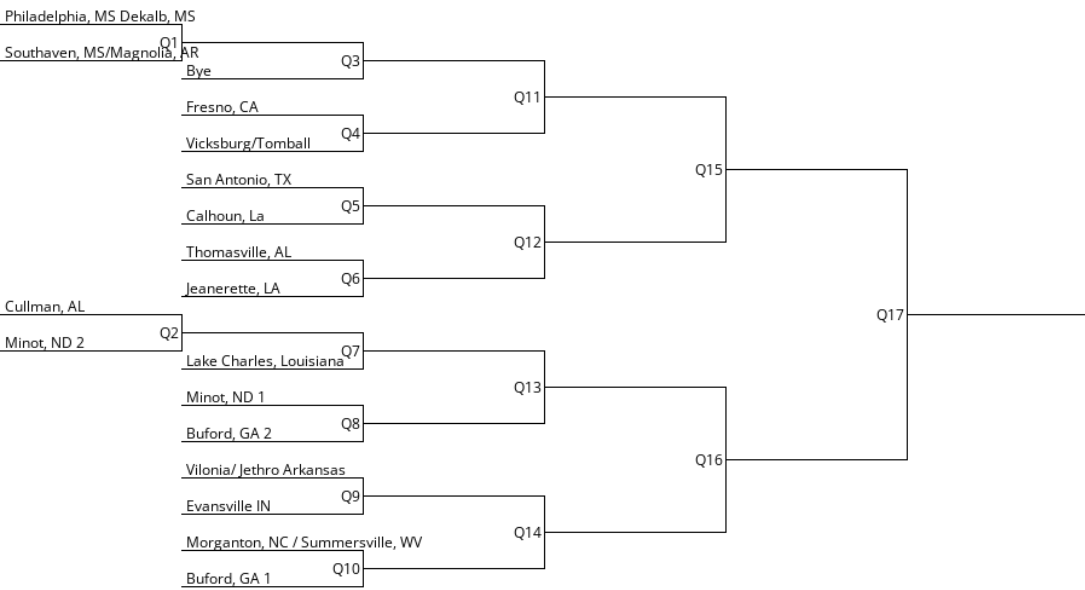 Philadelphia, MS Dekalb, MS
Q1
Southaven, MS/Magnolia, AR
Q3
Bye
Q11
Fresno, CA
Q4
Vicksburg/Tomball
Q15
San Antonio, TX
Q5
Calhoun, La
Q12
Thomasville, AL
Q6
Jeanerette, LA
Cullman, AL
Q17
Q2
Minot, ND 2
Q7
Lake Charles, Louisiana
Q13
Minot, ND 1
Q8
Buford, GA 2
Q16
Vilonia/ Jethro Arkansas
Q9
Evansville IN
Q14
Morganton, NC / Summersville, WV
Q10
Buford, GA 1